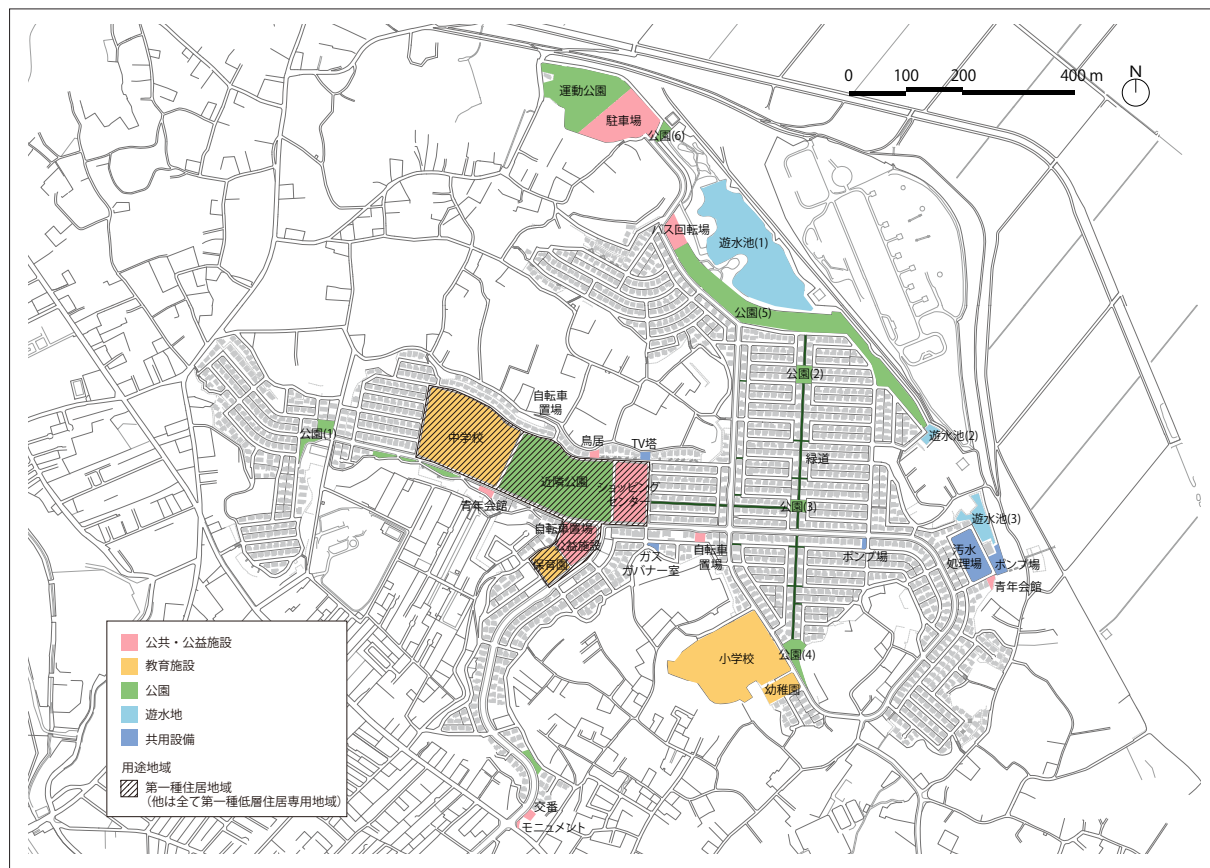 0 100 200 400 m
N
運動公園
駐車場
公園(6)
バス回転場
遊水池(1)
公園(5)
公園(2)
自転車
置場
公園(1)
中学校
鳥居
TV塔
遊水池(2)
緑道
近隣公園
ショッピング
センター
青年会館
公園(3)
遊水池(3)
自転車置場
公益施設
保育園
ガス
ガバナー室
自転車
置場
ポンプ場
汚水
処理場
ポンプ場
青年会館
小学校
公園(4)
幼稚園
公共・公益施設
教育施設
公園
遊水地
共用設備
用途地域
第一種住居地域
(他は全て第一種低層住居専用地域)
交番
モニュメント